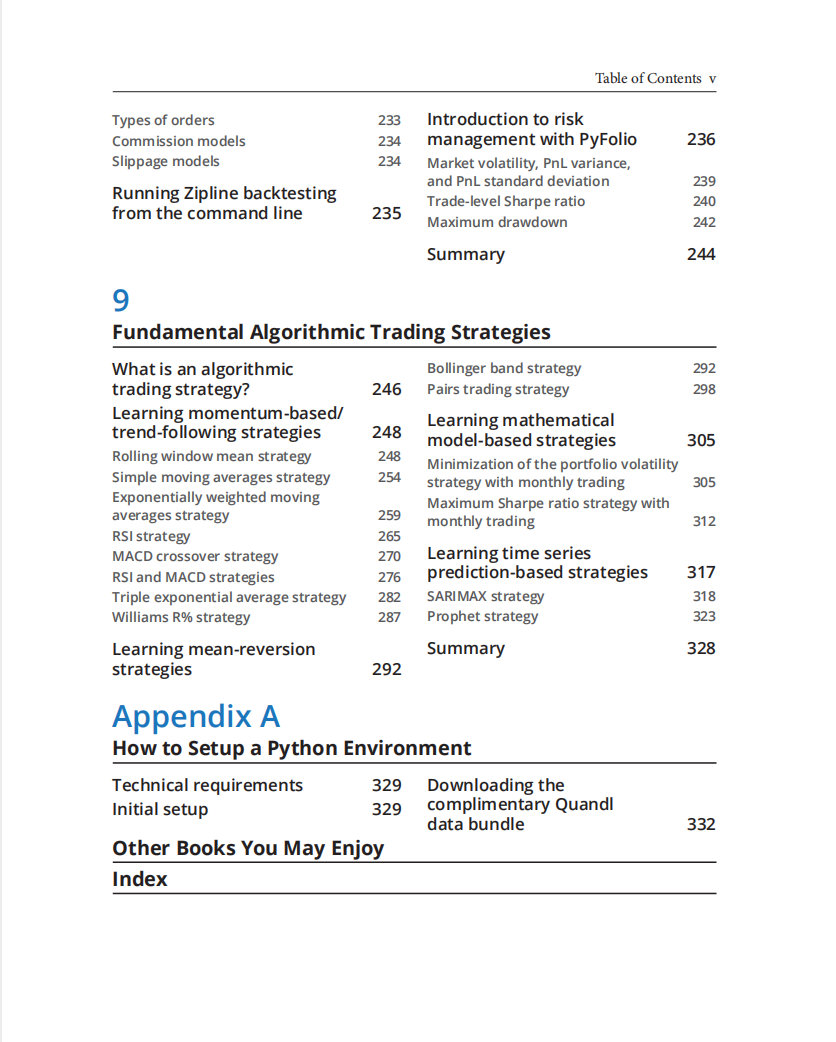 Table of Contents v
Types of orders 233
Commission models 234
Slippage models 234
Running Zipline backtesting
from the command line 235
Introduction to risk
management with PyFolio 236
Market volatility, PnL variance,
and PnL standard deviation 239
Trade-level Sharpe ratio 240
Maximum drawdown 242
Summary 244
9
Fundamental Algorithmic Trading Strategies
What is an algorithmic
trading strategy? 246
Learning momentum-based/
trend-following strategies 248
Rolling window mean strategy 248
Simple moving averages strategy 254
Exponentially weighted moving
averages strategy 259
RSI strategy 265
MACD crossover strategy 270
RSI and MACD strategies 276
Triple exponential average strategy 282
Williams R% strategy 287
Learning mean-reversion
strategies 292
Bollinger band strategy 292
Pairs trading strategy 298
Learning mathematical
model-based strategies 305
Minimization of the portfolio volatility
strategy with monthly trading 305
Maximum Sharpe ratio strategy with
monthly trading 312
Learning time series
prediction-based strategies 317
SARIMAX strategy 318
Prophet strategy 323
Summary 328
Appendix A
How to Setup a Python Environment
Technical requirements 329
Initial setup 329
Downloading the
complimentary Quandl
data bundle 332
Other Books You May Enjoy
Index